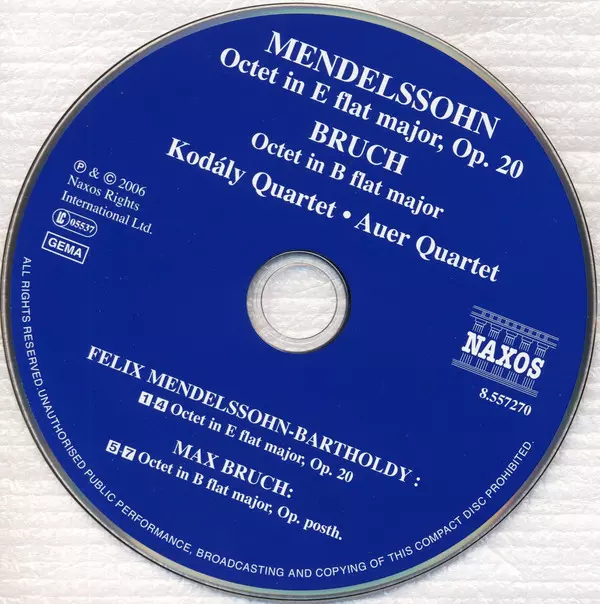 MENDELSSOHN
Octet in E flat major, Op. 20
BRUCH
Octet in B flat major
Kodály Quartet • Auer Quartet
℗ & © 2006
Naxos Rights
International Ltd.
LC 05537
GEMA
NAXOS
8.557270
FELIX MENDELSSOHN-BARTHOLDY :
1-4 Octet in E flat major, Op. 20
MAX BRUCH:
5-7 Octet in B flat major, Op. posth.
ALL RIGHTS RESERVED.UNAUTHORISED PUBLIC PERFORMANCE, BROADCASTING AND COPYING OF THIS COMPACT DISC PROHIBITED.